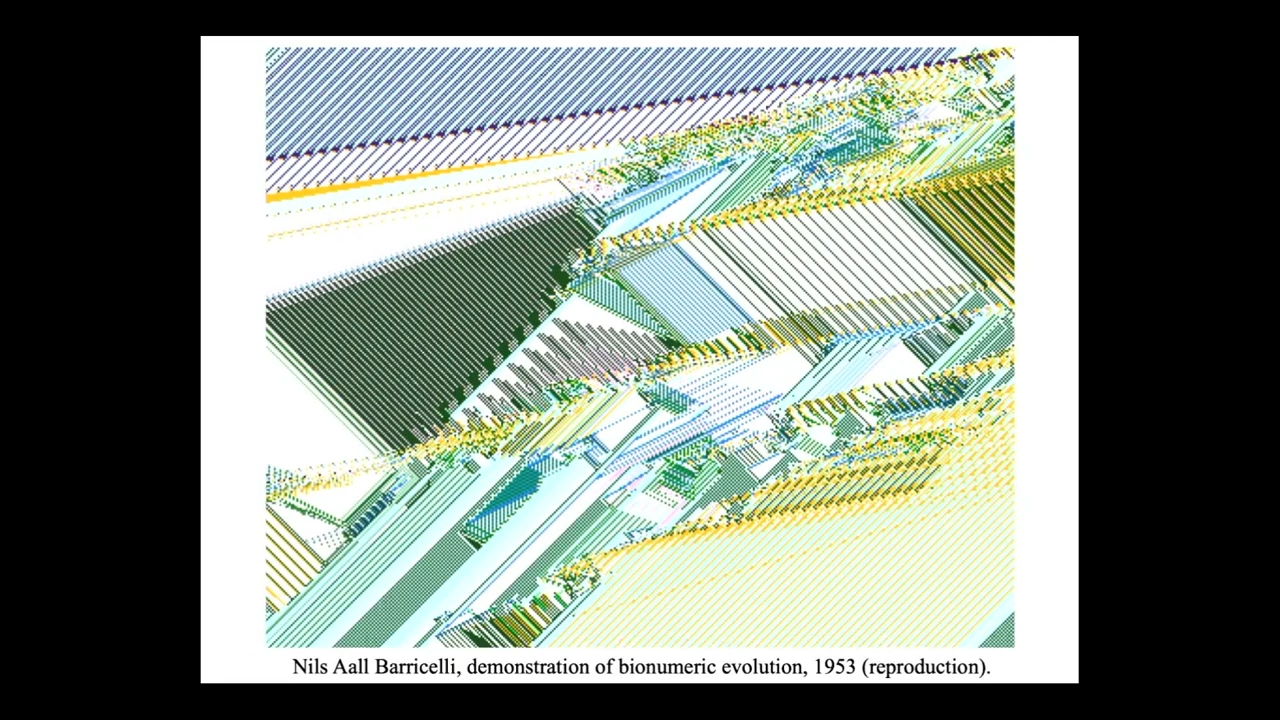 Nils Aall Barricelli, demonstration of bionumeric evolution, 1953 (reproduction).